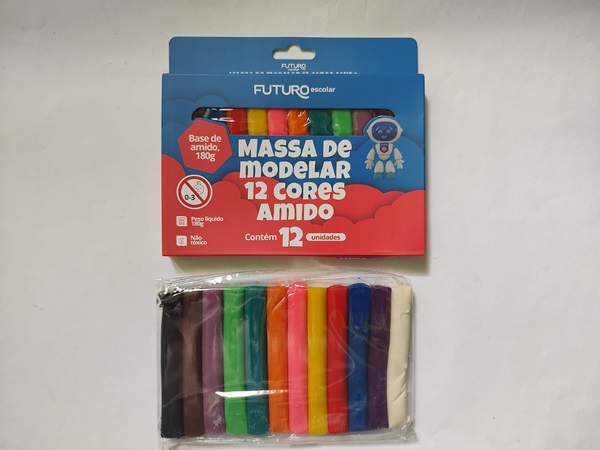 FUTURO
FUTURO escolar
Base de
amido,
180g
MASSA DE
MODELAR
12 CORES
AMIDO
0-3
Peso líquido
180g
Não
tóxico
Contém 12 unidades